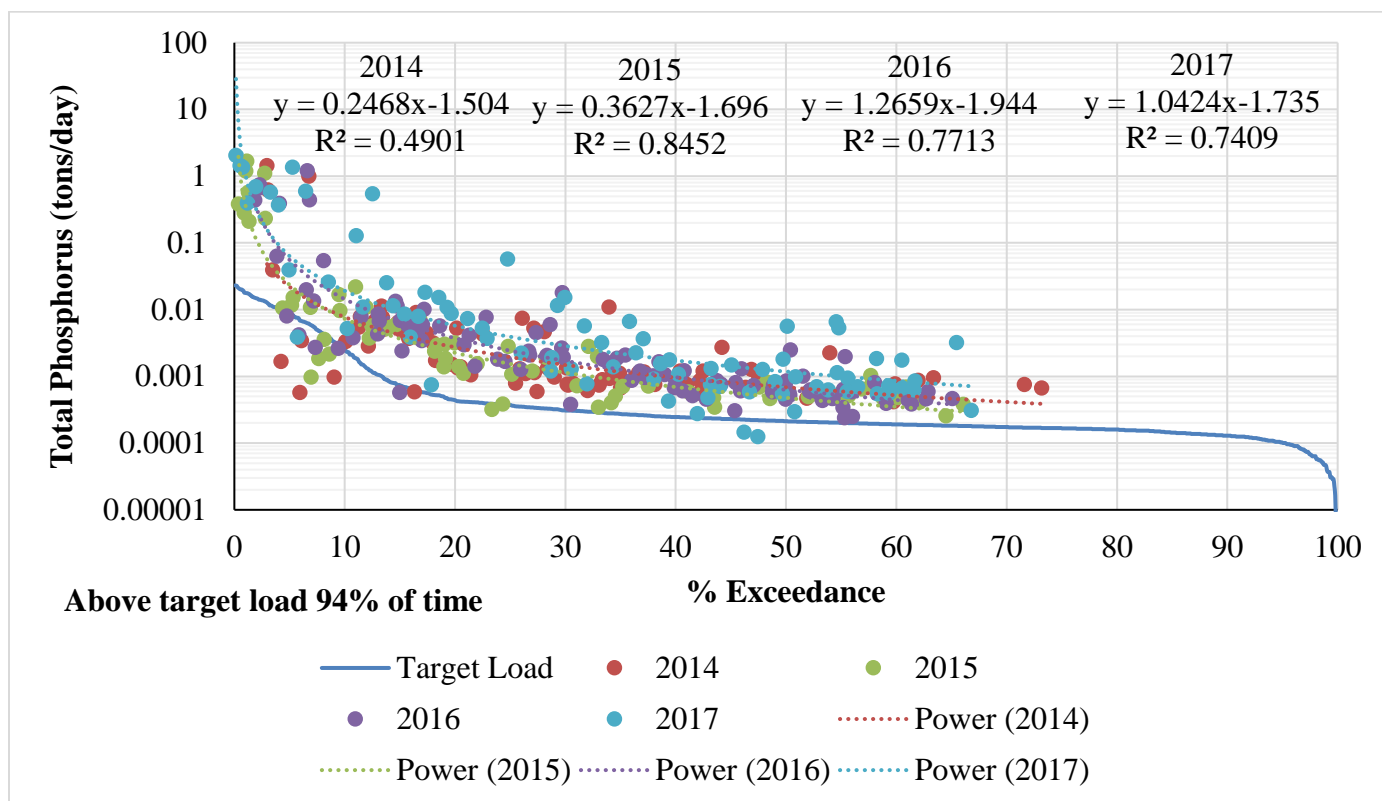 100
10
1
0.1
0.01
0.001
0.0001
0.00001
Total Phosphorus (tons/day)
2014
y = 0.2468x-1.504
R² = 0.4901
2015
y = 0.3627x-1.696
R² = 0.8452
2016
y = 1.2659x-1.944
R² = 0.7713
2017
y = 1.0424x-1.735
R² = 0.7409
0 10 20 30 40 50 60 70 80 90 100
% Exceedance
Above target load 94% of time
Target Load 2014 2015
2016 2017 Power (2014)
Power (2015) Power (2016) Power (2017)